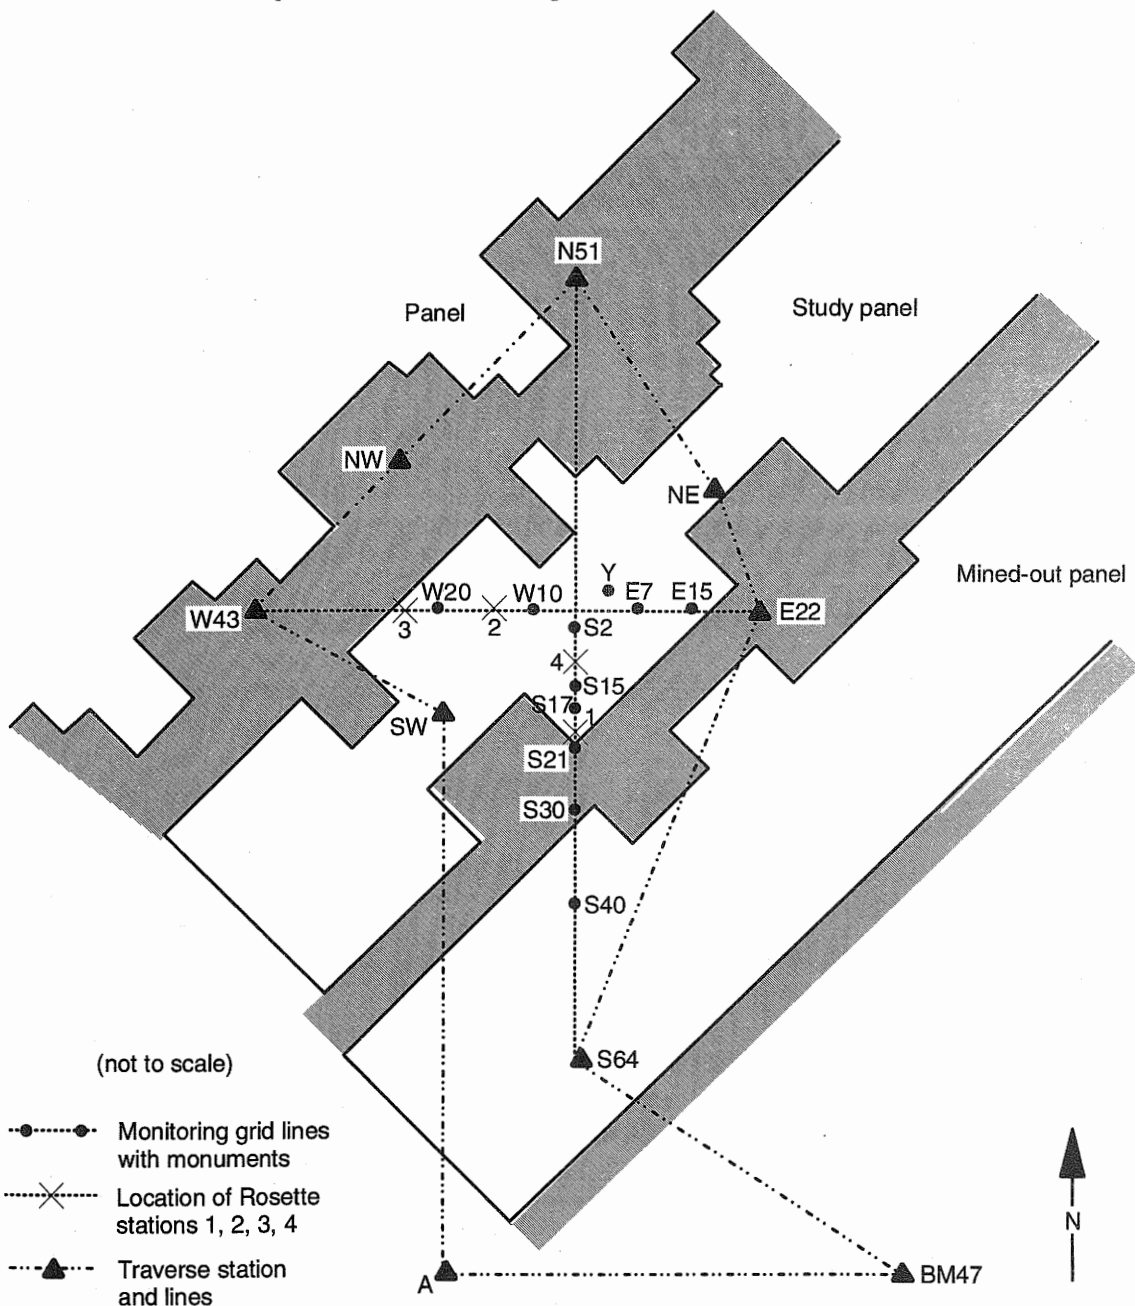 N51
Panel
Study panel
NW
NE
Mined-out panel
Y
W20
W10
E7
E15
W43
E22
3
2
S2
4
S15
S17
1
SW
S21
S30
S40
(not to scale)
S64
Monitoring grid lines
with monuments
Location of Rosette
stations 1, 2, 3, 4
N
Traverse station
and lines
A
BM47